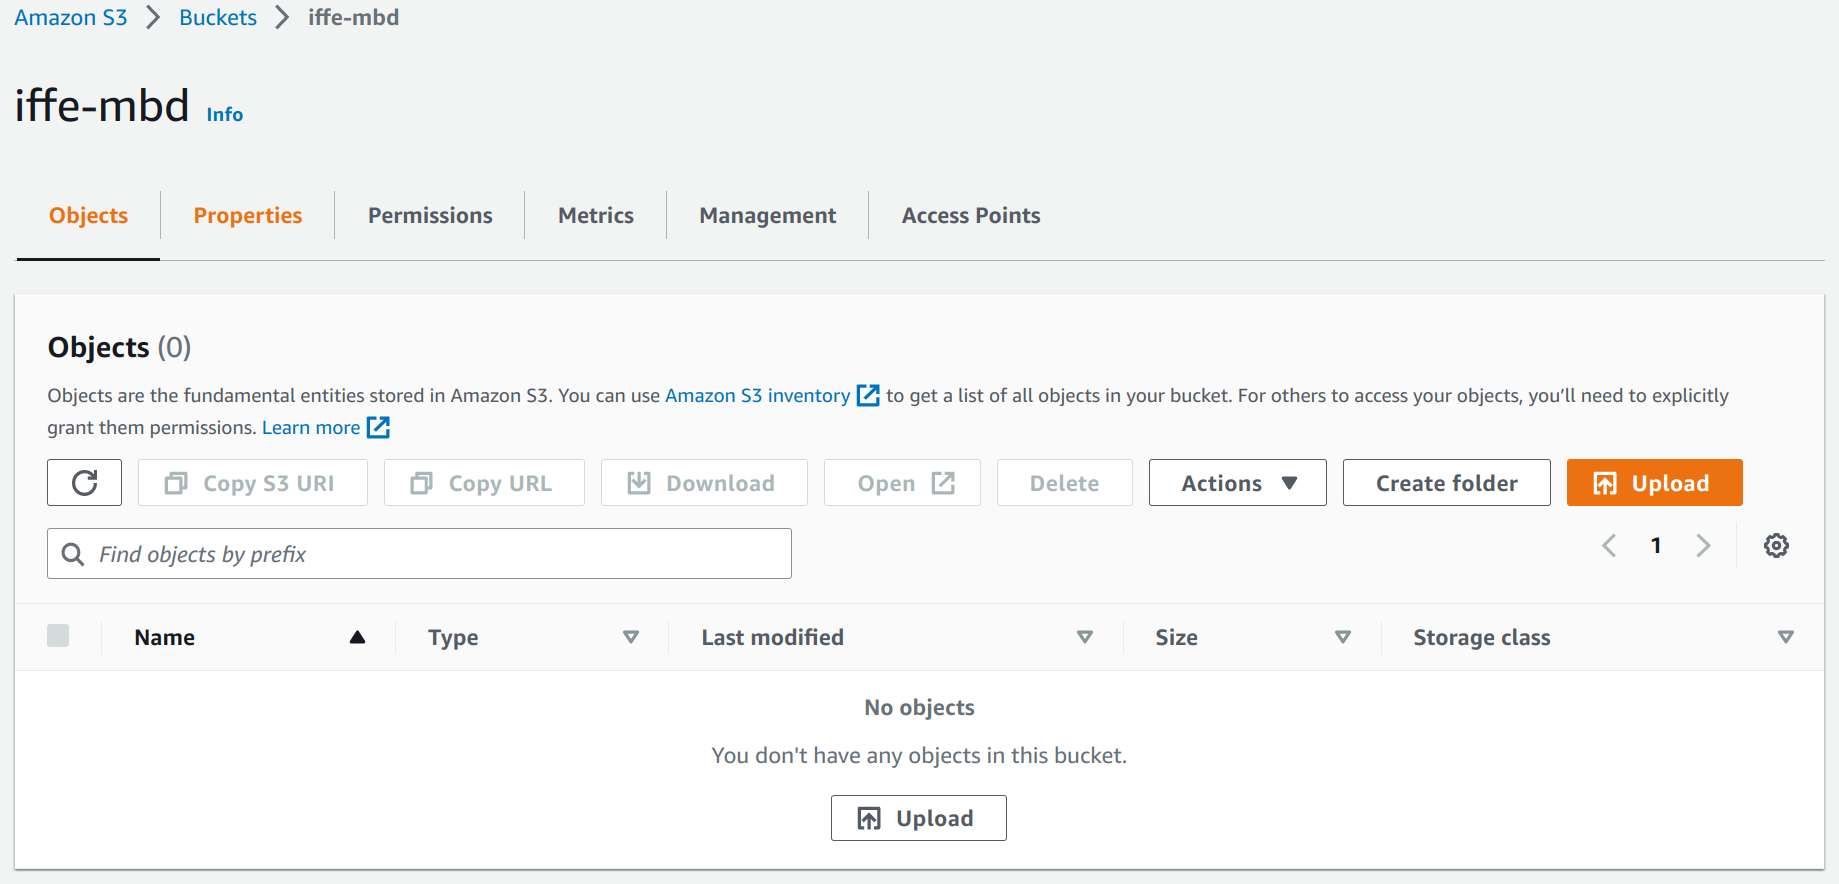 Amazon S3 Buckets iffe-mbd
iffe-mbd Info
Objects Properties Permissions Metrics Management Access Points
Objects (0)
Objects are the fundamental entities stored in Amazon S3. You can use Amazon S3 inventory to get a list of all objects in your bucket. For others to access your objects, you’ll need to explicitly
grant them permissions. Learn more
Copy S3 URI Copy URL Download Open Delete Actions Create folder Upload
Find objects by prefix 1
Name Type Last modified Size Storage class
No objects
You don't have any objects in this bucket.
Upload